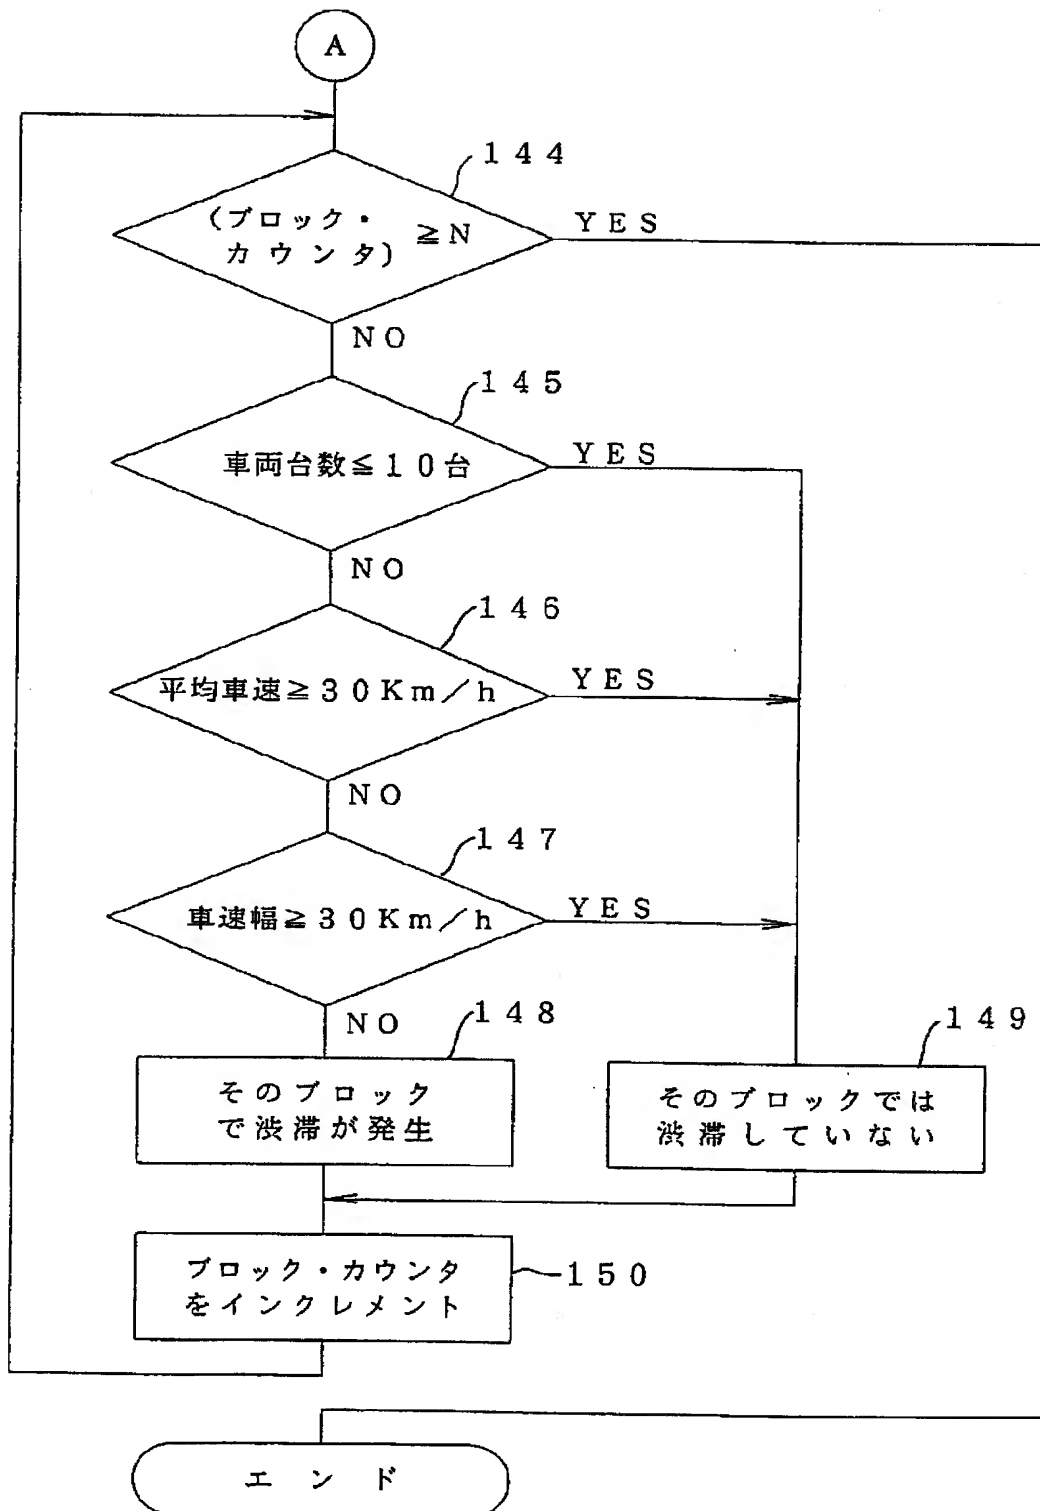 A
144
(ブロック・
カウンタ) ≧N
YES
NO
145
車両台数≦10台
YES
NO
146
平均車速≧30Km/h
YES
NO
147
車速幅≧30Km/h
YES
NO
148
そのブロック
で渋滞が発生
149
そのブロックでは
渋滞していない
ブロック・カウンタ
をインクレメント
150
エンド